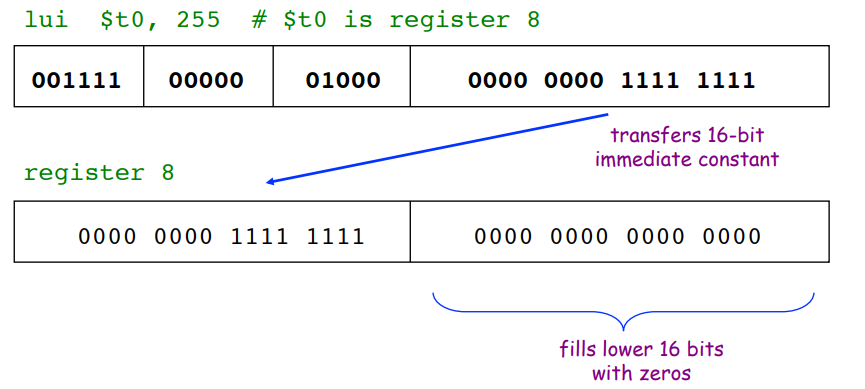 lui $t0, 255 # $t0 is register 8
001111 00000 01000 0000 0000 1111 1111
transfers 16-bit
immediate constant
register 8
0000 0000 1111 1111 0000 0000 0000 0000
fills lower 16 bits
with zeros